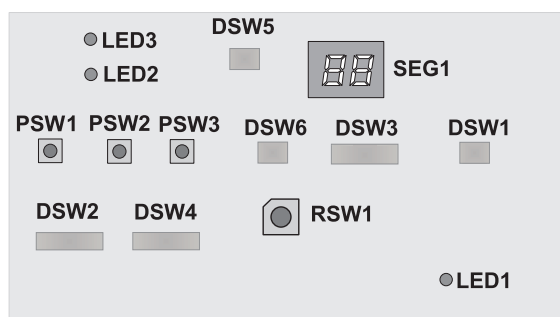 DSW5
LED3
LED2
SEG1
PSW1 PSW2 PSW3 DSW6 DSW3 DSW1
DSW2 DSW4 RSW1
LED1